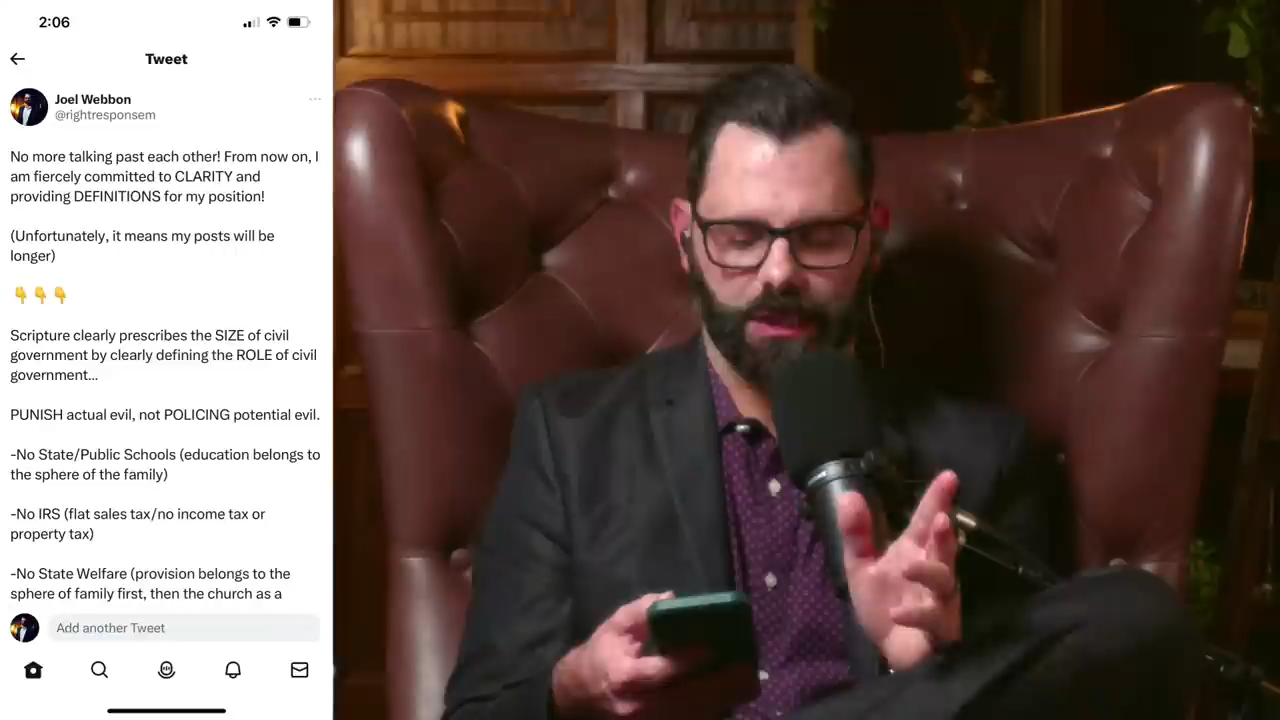 2:06
Tweet
Joel Webbon
@rightresponsem
No more talking past each other! From now on, I
am fiercely committed to CLARITY and
providing DEFINITIONS for my position!
(Unfortunately, it means my posts will be
longer)
👇👇👇
Scripture clearly prescribes the SIZE of civil
government by clearly defining the ROLE of civil
government...
PUNISH actual evil, not POLICING potential evil.
-No State/Public Schools (education belongs to
the sphere of the family)
-No IRS (flat sales tax/no income tax or
property tax)
-No State Welfare (provision belongs to the
sphere of family first, then the church as a
Add another Tweet